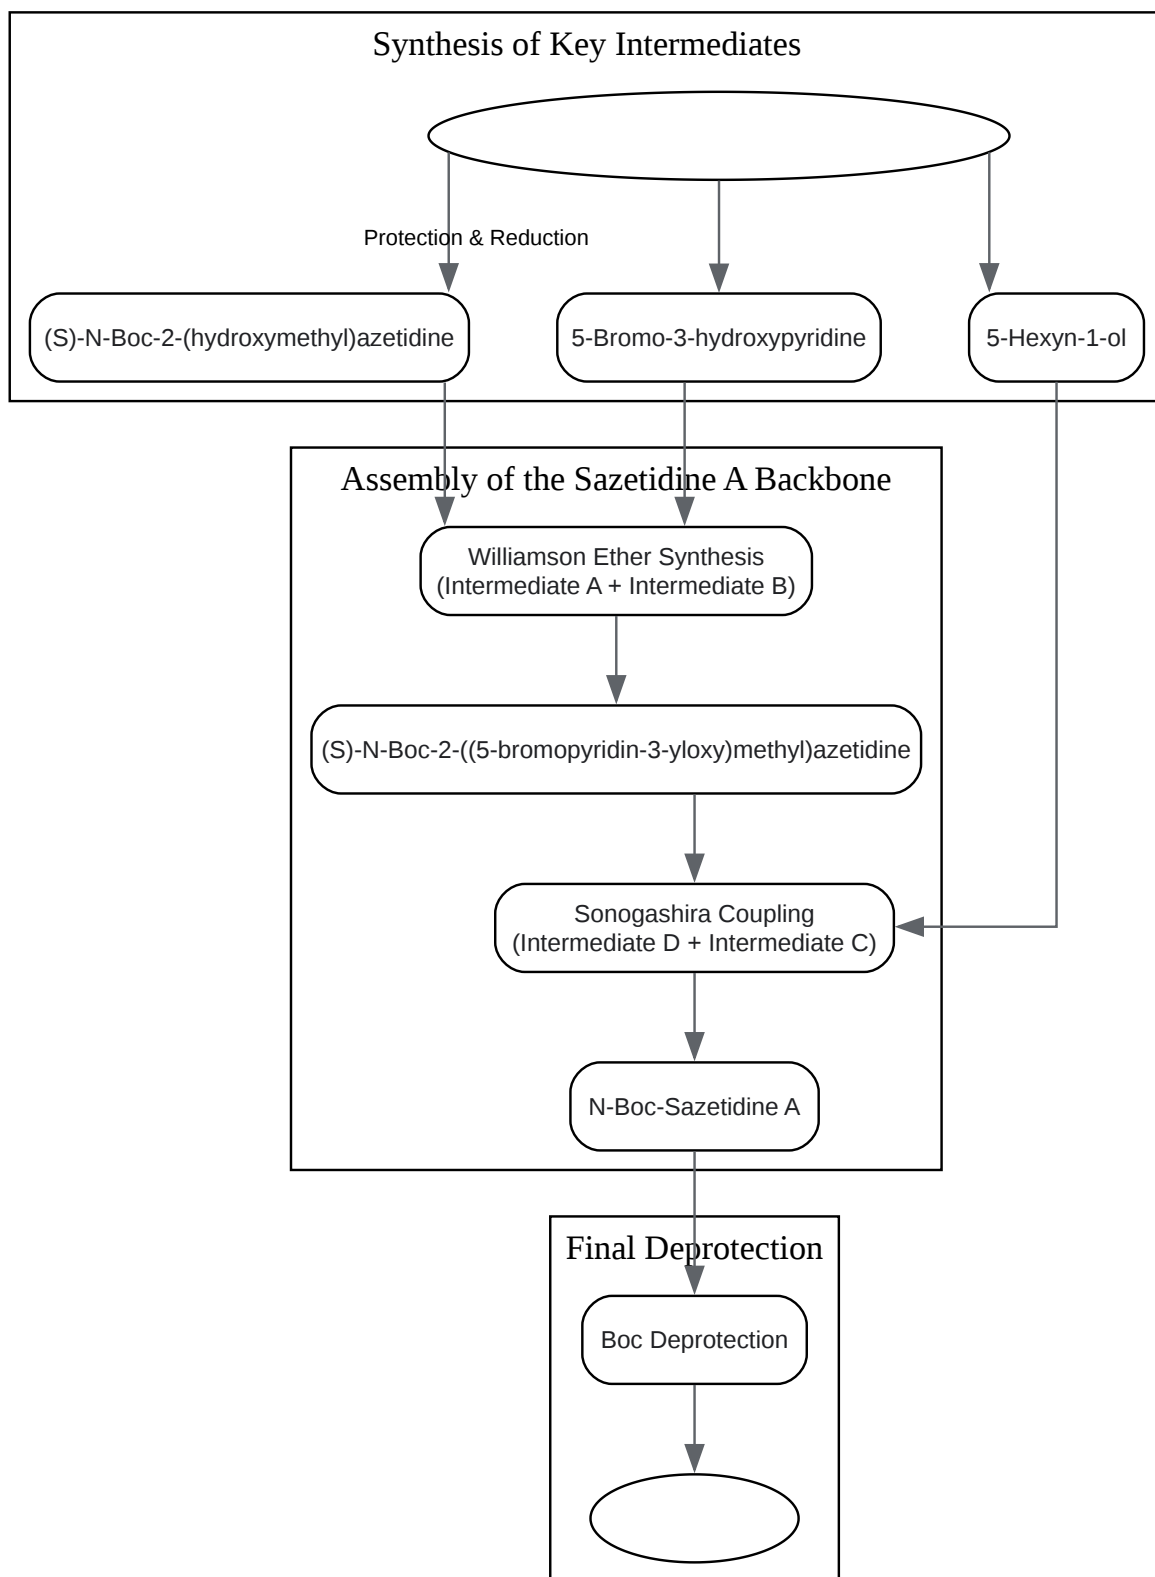 Synthesis of Key Intermediates
Protection & Reduction
(S)-N-Boc-2-(hydroxymethyl)azetidine
5-Bromo-3-hydroxypyridine
5-Hexyn-1-ol
Assembly of the Sazetidine A Backbone
Williamson Ether Synthesis
(Intermediate A + Intermediate B)
(S)-N-Boc-2-((5-bromopyridin-3-yloxy)methyl)azetidine
Sonogashira Coupling
(Intermediate D + Intermediate C)
N-Boc-Sazetidine A
Final Deprotection
Boc Deprotection